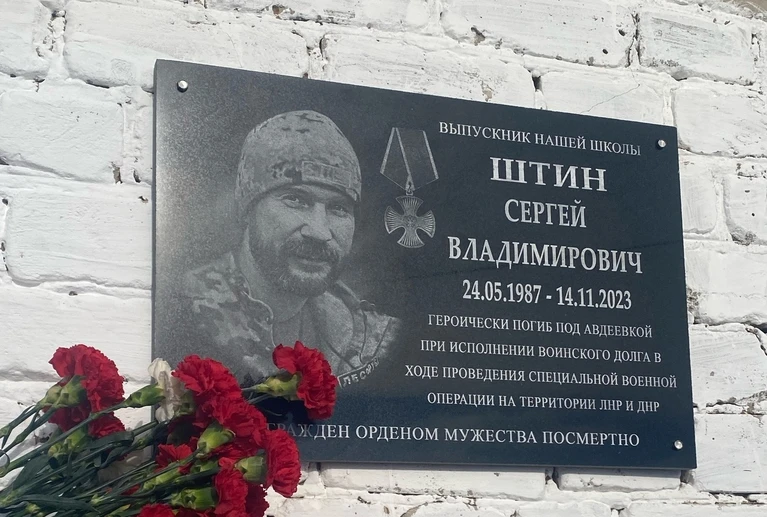 ВЫПУСКНИК НАШЕЙ ШКОЛЫ
ШТИН
СЕРГЕЙ
ВЛАДИМИРОВИЧ
24.05.1987 - 14.11.2023
ГЕРОИЧЕСКИ ПОГИБ ПОД АВДЕЕВКОЙ
ПРИ ИСПОЛНЕНИИ ВОИНСКОГО ДОЛГА В
ХОДЕ ПРОВЕДЕНИЯ СПЕЦИАЛЬНОЙ ВОЕННОЙ
ОПЕРАЦИИ НА ТЕРРИТОРИИ ЛНР И ДНР
ОРДЕНОМ МУЖЕСТВА ПОСМЕРТНО